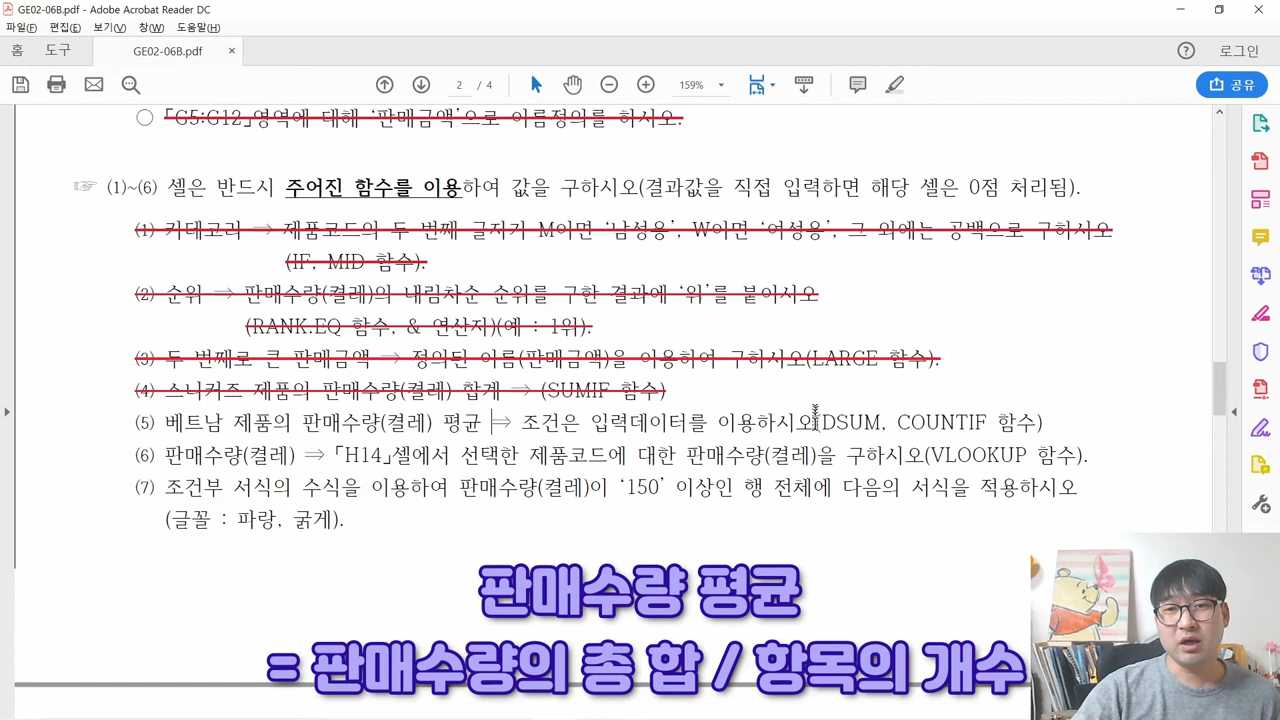 GE02-06B.pdf - Adobe Acrobat Reader DC
파일(F) 편집(E) 보기(V) 창(W) 도움말(H)
홈 도구 GE02-06B.pdf × 로그인
2 / 4 159% 공유
○ 「G5:G12」영역에 대해 ‘판매금액’으로 이름정의를 하시오.
☞ (1)~(6) 셀은 반드시 주어진 함수를 이용하여 값을 구하시오(결과값을 직접 입력하면 해당 셀은 0점 처리됨).
(1) 카테고리 ⇒ 제품코드의 두 번째 글자가 M이면 ‘남성용’, W이면 ‘여성용’, 그 외에는 공백으로 구하시오
(IF, MID 함수).
(2) 순위 ⇒ 판매수량(켤레)의 내림차순 순위를 구한 결과에 ‘위’를 붙이시오
(RANK.EQ 함수, & 연산자)(예 : 1위).
(3) 두 번째로 큰 판매금액 ⇒ 정의된 이름(판매금액)을 이용하여 구하시오(LARGE 함수).
(4) 스니커즈 제품의 판매수량(켤레) 합계 ⇒ (SUMIF 함수)
(5) 베트남 제품의 판매수량(켤레) 평균 ⇒ 조건은 입력데이터를 이용하시오(DSUM, COUNTIF 함수)
(6) 판매수량(켤레) ⇒ 「H14」셀에서 선택한 제품코드에 대한 판매수량(켤레)을 구하시오(VLOOKUP 함수).
(7) 조건부 서식의 수식을 이용하여 판매수량(켤레)이 ‘150’ 이상인 행 전체에 다음의 서식을 적용하시오
(글꼴 : 파랑, 굵게).
판매수량 평균
= 판매수량의 총 합 / 항목의 개수